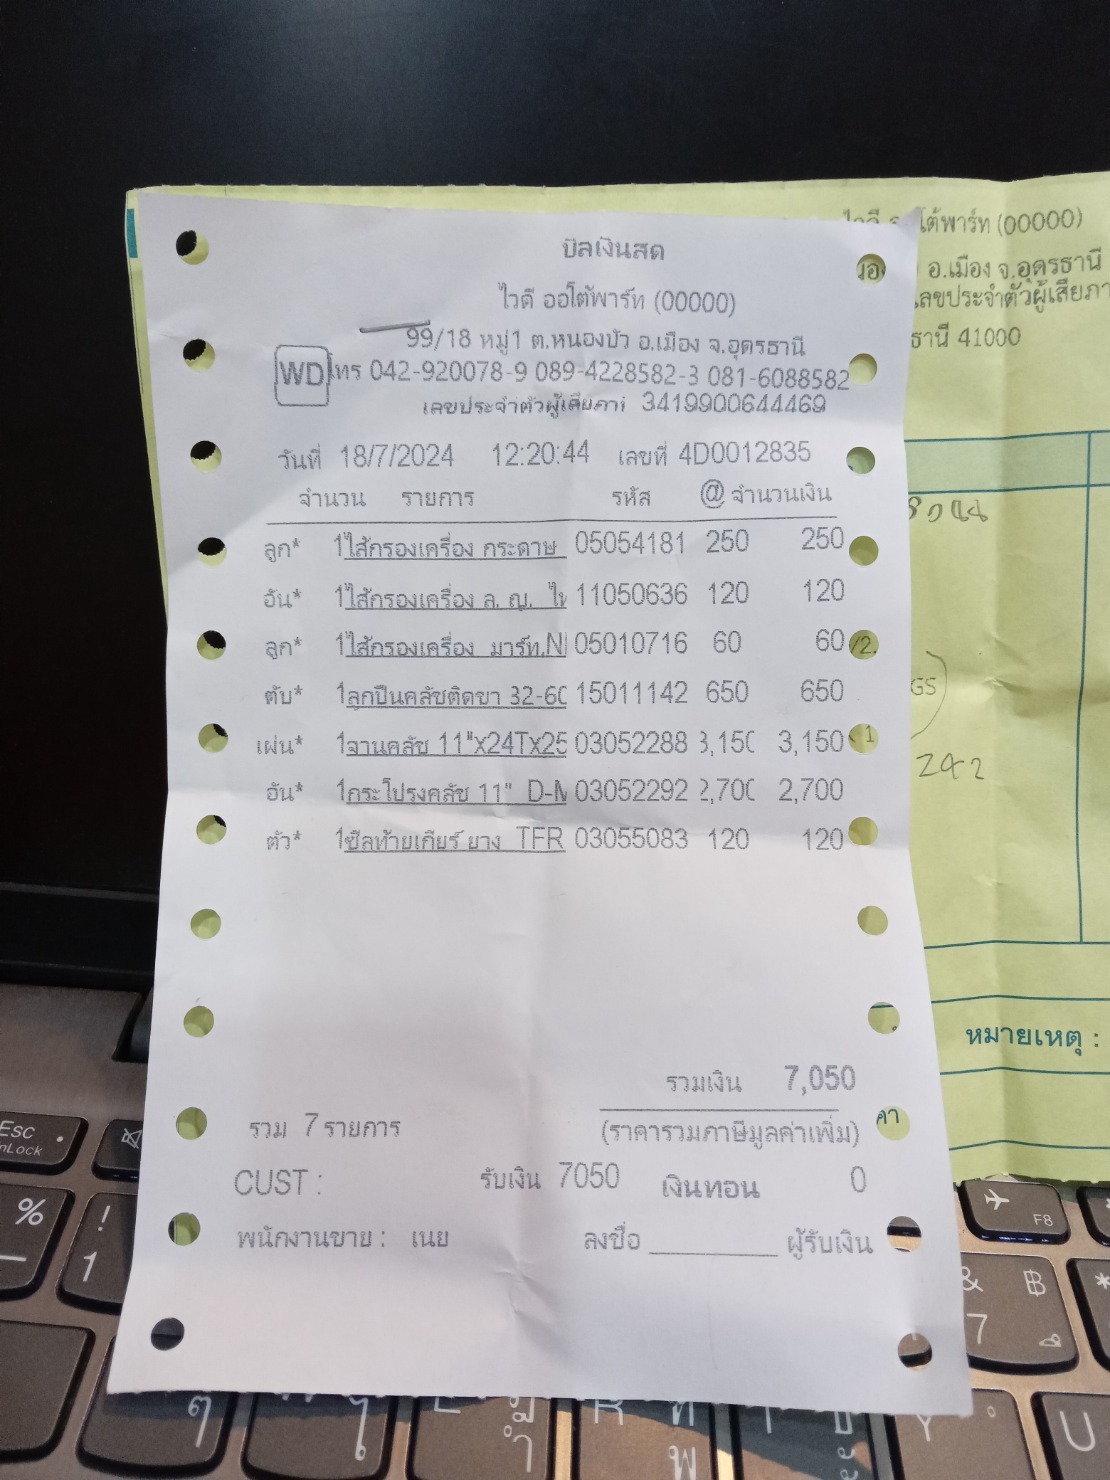 บิลเงินสด
ไวดี ออโต้พาร์ท (00000)
99/18 หมู่1 ต.หนองบัว อ.เมือง จ.อุดรธานี
WD โทร 042-920078-9 089-4228582-3 081-6088582
เลขประจำตัวผู้เสียภาษี 3419900644469
วันที่ 18/7/2024 12:20:44 เลขที่ 4D0012835
จำนวน รายการ รหัส @ จำนวนเงิน
ลูก* 1ไส้กรองเครื่อง กระดาษ 05054181 250 250
อัน* 1ไส้กรองเครื่อง ล. ญ. 11050636 120 120
ลูก* 1ไส้กรองเครื่อง มาร์ท.N 05010716 60 60
ตับ* 1ลูกปืนคลัชติดขา 32-60 15011142 650 650
แผ่น* 1จานคลัช 11"x24Tx25 03052288 3,150 3,150
อัน* 1กระโปรงคลัช 11" D-M 03052292 2,700 2,700
ตัว* 1ซีลท้ายเกียร์ ยาง TFR 03055083 120 120
รวมเงิน 7,050
รวม 7 รายการ (ราคารวมภาษีมูลค่าเพิ่ม)
CUST : รับเงิน 7050 เงินทอน 0
พนักงานขาย : เนย ลงชื่อ ผู้รับเงิน
ไวดี โต้พาร์ท (00000)
อ.เมือง จ.อุดรธานี
เลขประจำตัวผู้เสียภา
ธานี 41000
GS
242
หมายเหตุ :
Esc
%
!
1
F8
&
7
฿
*
U